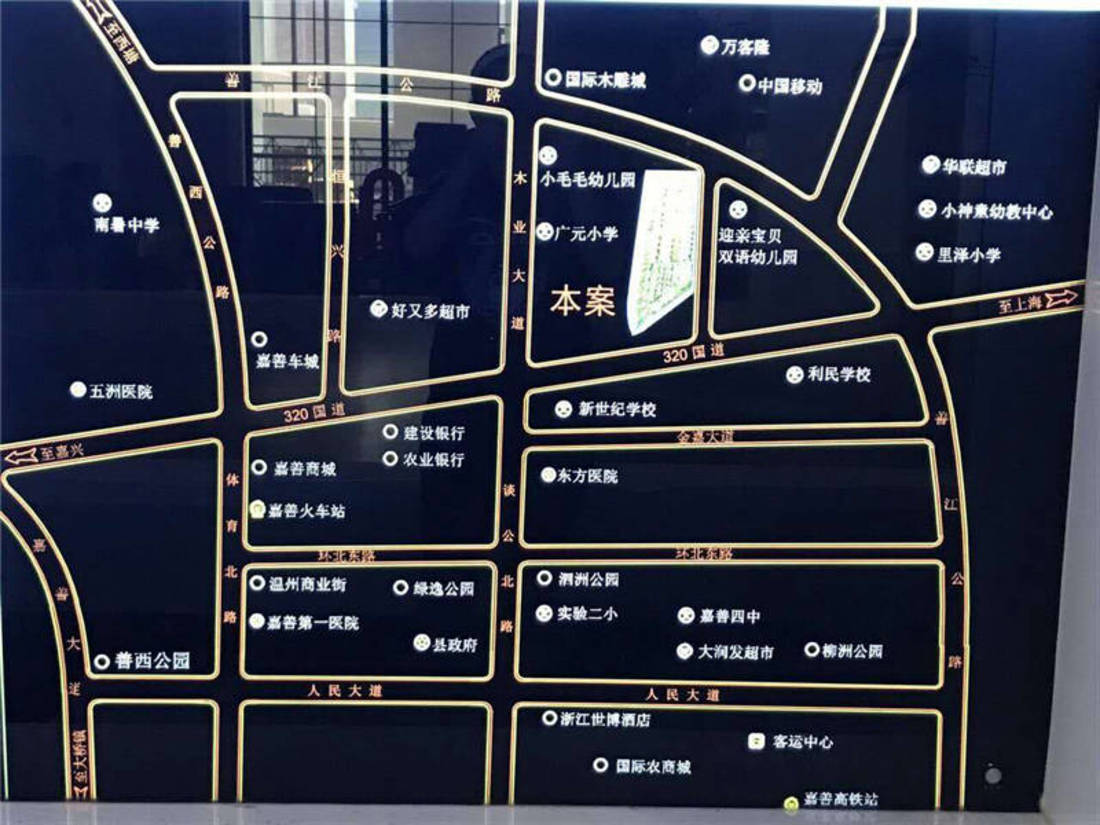 至西塘
万客隆
国际木雕城
中国移动
善江公路
善西公路
恒兴路
木业大道
小毛毛幼儿园
华联超市
小神童幼教中心
里泽小学
南暑中学
广元小学
迎亲宝贝
双语幼儿园
本案
至上海
好又多超市
嘉善车城
320国道
利民学校
五洲医院
320国道
新世纪学校
善江公路
金嘉大道
建设银行
农业银行
至嘉兴
嘉善商城
东方医院
体育北路
谈公北路
嘉善火车站
环北东路
环北东路
嘉善大道
温州商业街
绿逸公园
泗洲公园
嘉善第一医院
实验二小
嘉善四中
县政府
大润发超市
柳洲公园
善西公园
人民大道
人民大道
至大桥镇
浙江世博酒店
客运中心
国际农商城
嘉善高铁站